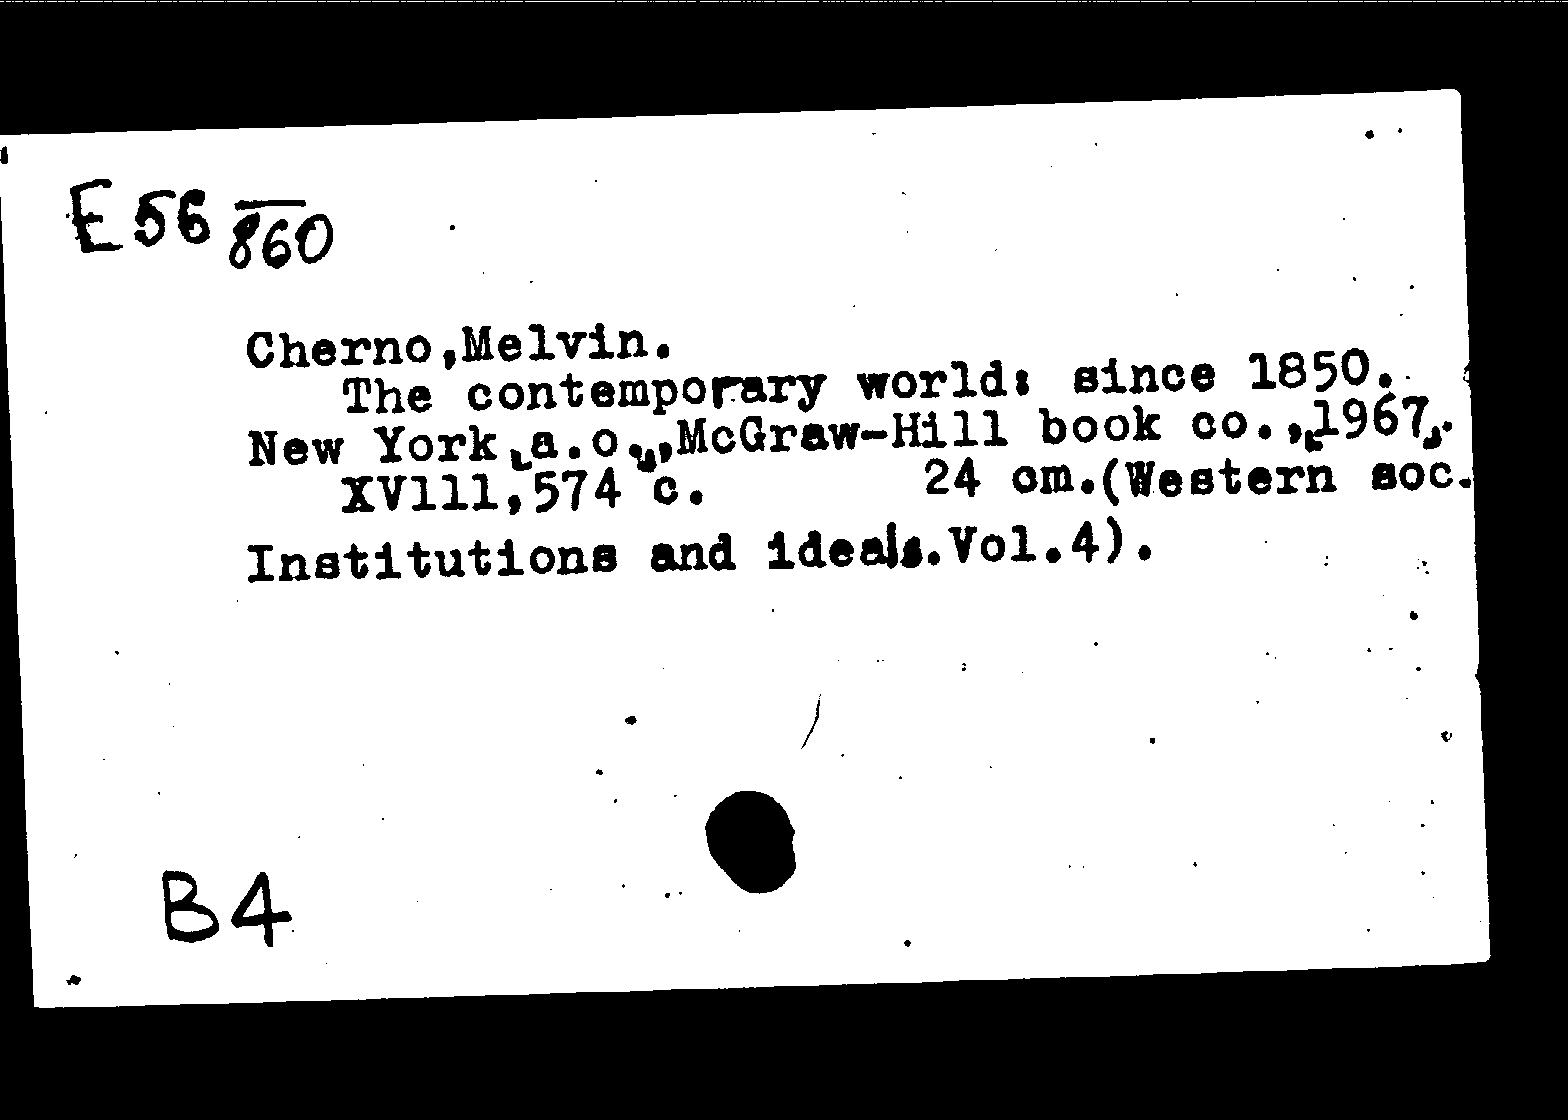 E56 860
Cherno,Melvin.
The contemporary world: since 1850.
New York [a.o.],McGraw-Hill book co.,[1967].
XVlll,574 c. 24 cm.(Western soc.
Institutions and ideals.Vol.4).
B4